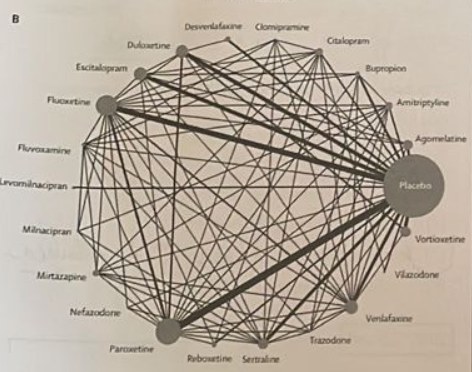 B
Desvenlafaxine
Clomipramine
Citalopram
Bupropion
Amitriptyline
Agomelatine
Placebo
Vortioxetine
Vilazodone
Venlafaxine
Trazodone
Sertraline
Reboxetine
Paroxetine
Nefazodone
Mirtazapine
Milnacipran
Levomilnacipran
Fluvoxamine
Fluoxetine
Escitalopram
Duloxetine